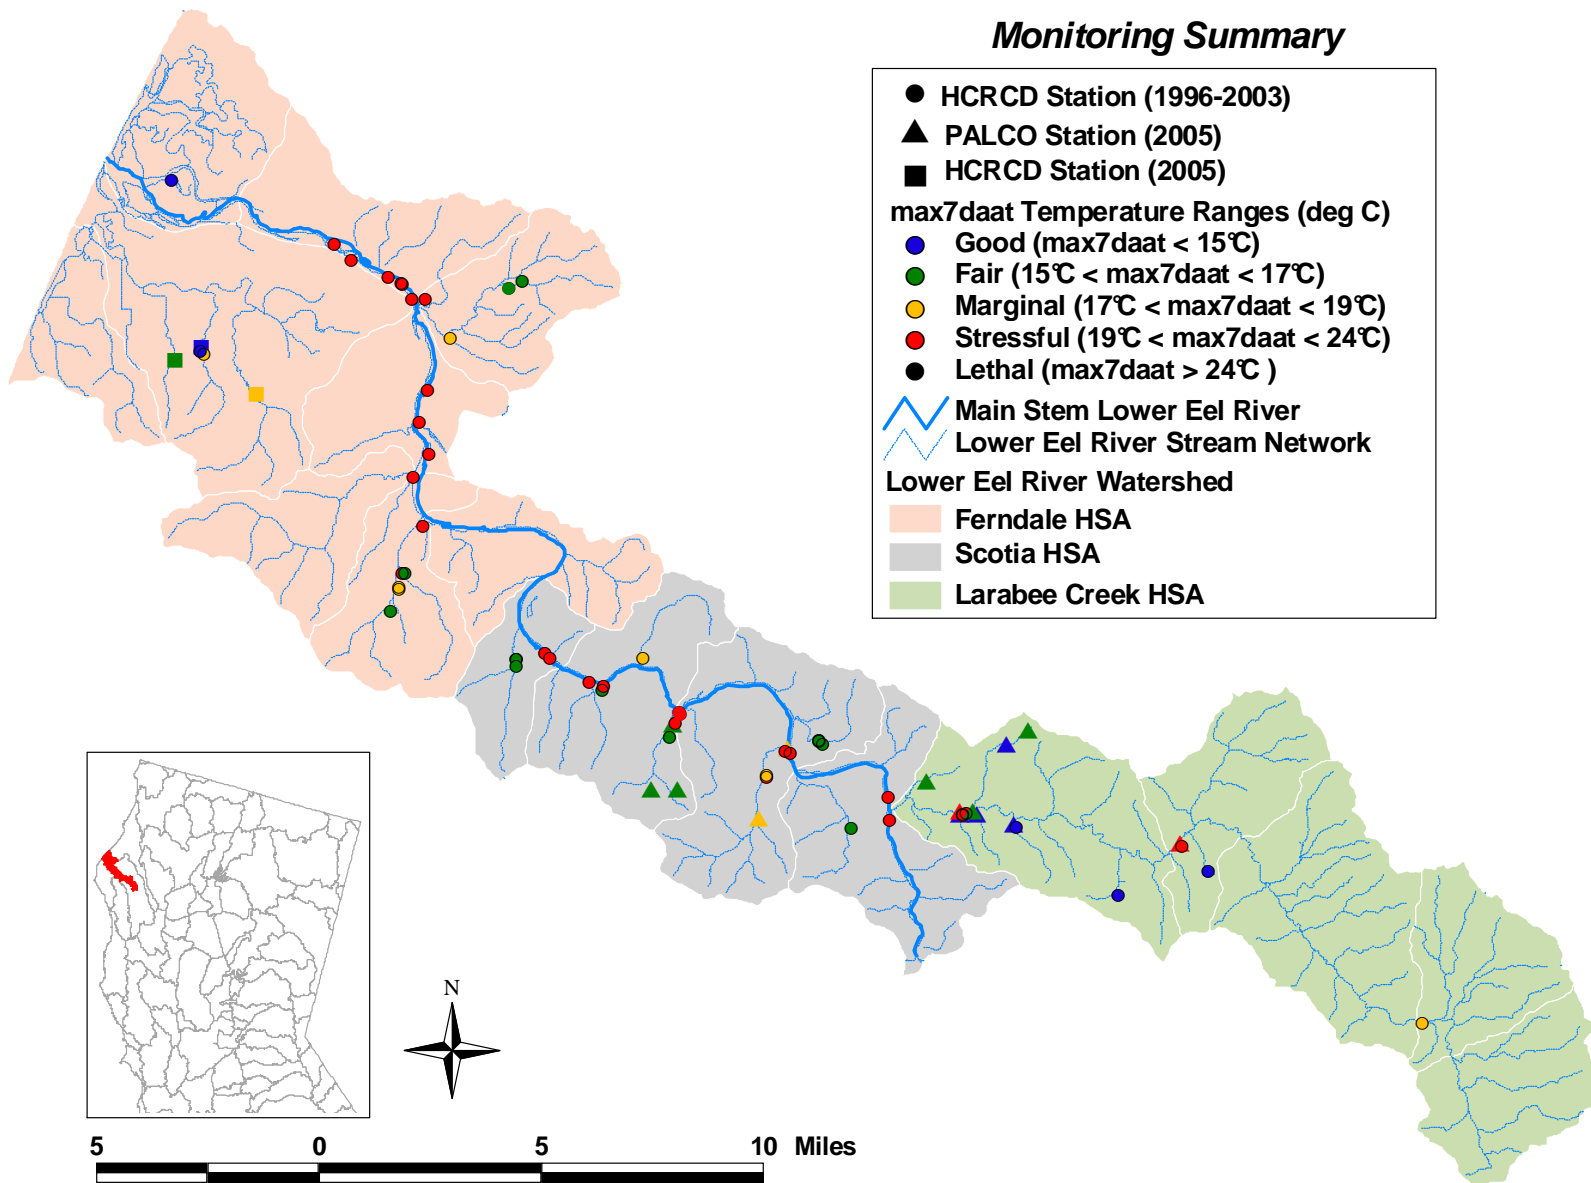 Monitoring Summary
HCRCD Station (1996-2003)
PALCO Station (2005)
HCRCD Station (2005)
max7daat Temperature Ranges (deg C)
Good (max7daat < 15°C)
Fair (15°C < max7daat < 17°C)
Marginal (17°C < max7daat < 19°C)
Stressful (19°C < max7daat < 24°C)
Lethal (max7daat > 24°C )
Main Stem Lower Eel River
Lower Eel River Stream Network
Lower Eel River Watershed
Ferndale HSA
Scotia HSA
Larabee Creek HSA
N
5 0 5 10 Miles